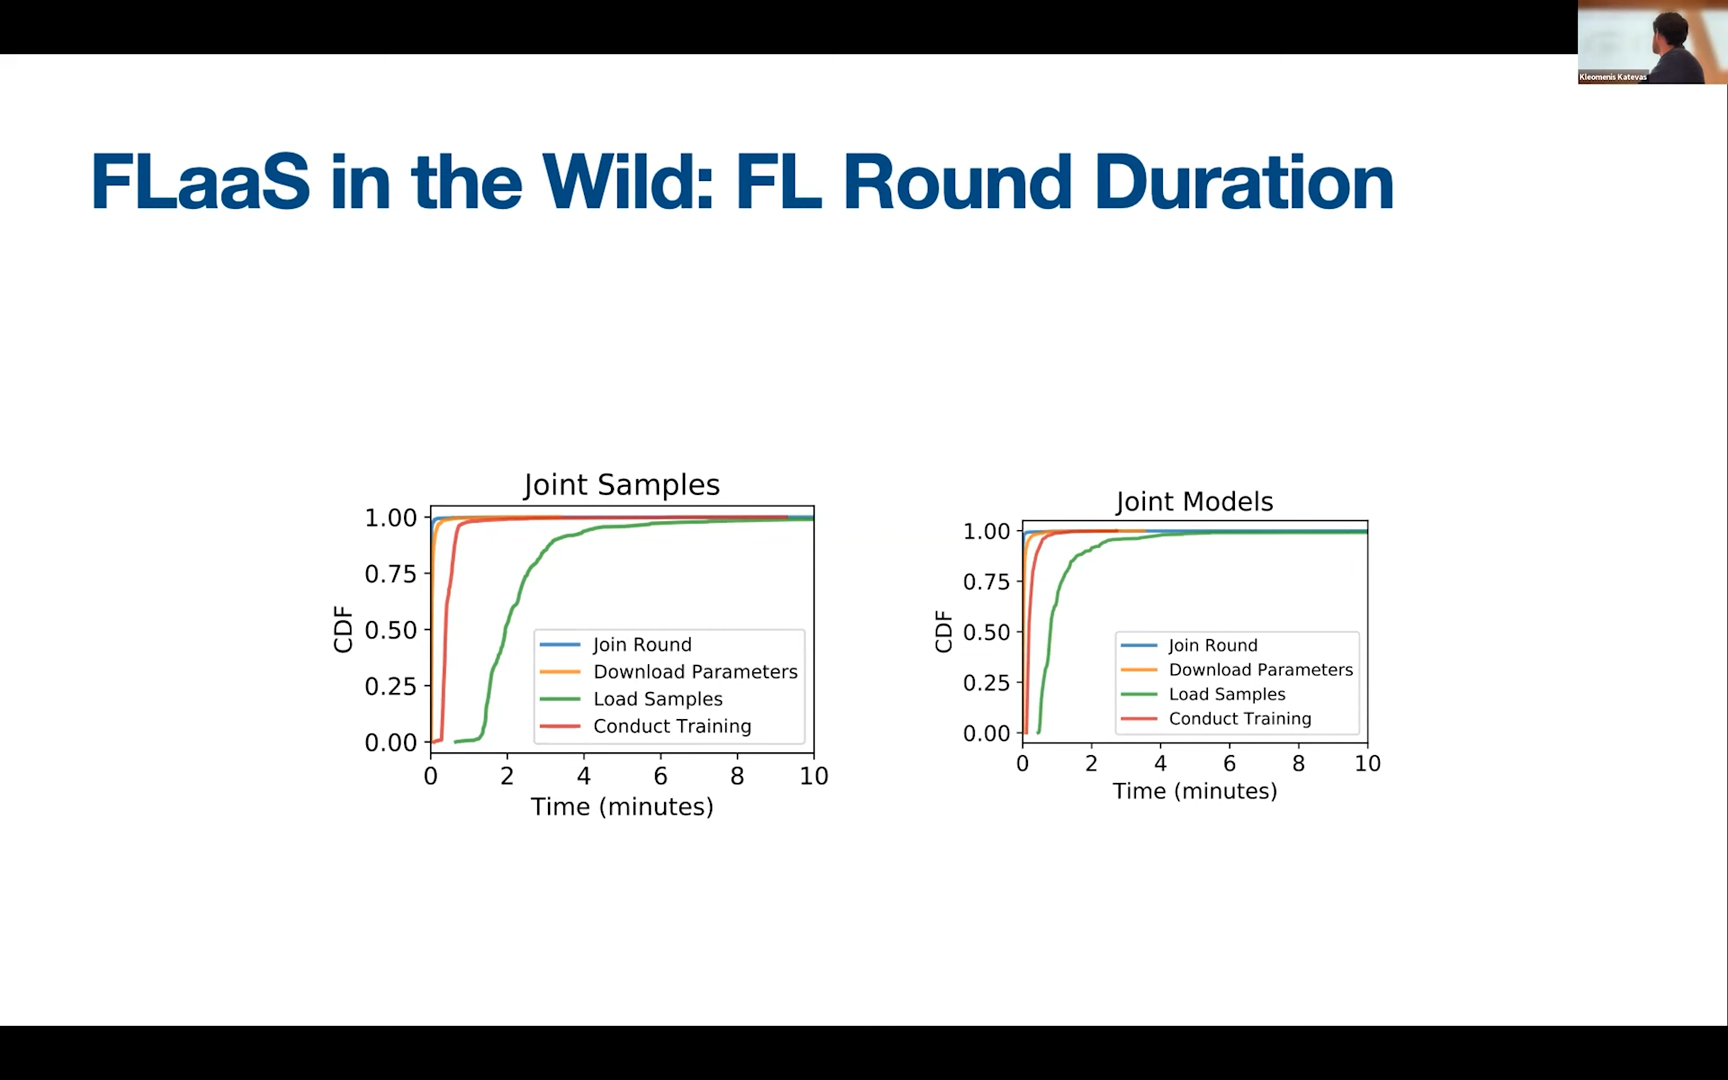 Kleomenis Katevas
FLaaS in the Wild: FL Round Duration
Joint Samples
1.00
0.75
0.50
0.25
0.00
CDF
Join Round
Download Parameters
Load Samples
Conduct Training
0 2 4 6 8 10
Time (minutes)
Joint Models
1.00
0.75
0.50
0.25
0.00
CDF
Join Round
Download Parameters
Load Samples
Conduct Training
0 2 4 6 8 10
Time (minutes)